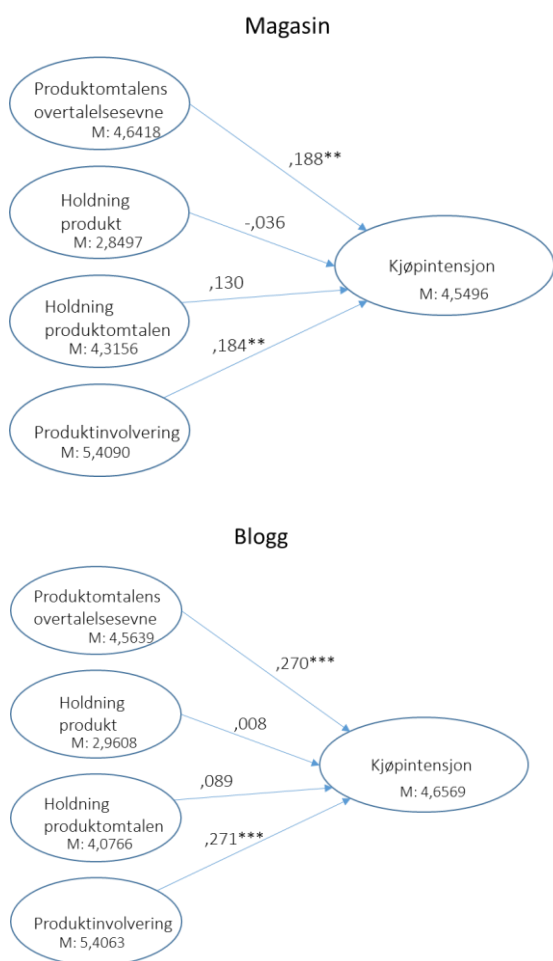 Magasin
Produktomtalens
overtalelsesevne
M: 4,6418
,188**
Holdning
produkt
M: 2,8497
-,036
Kjøpintensjon
M: 4,5496
Holdning
produktomtalen
M: 4,3156
,130
,184**
Produktinvolvering
M: 5,4090
Blogg
Produktomtalens
overtalelsesevne
M: 4,5639
,270***
Holdning
produkt
M: 2,9608
,008
Kjøpintensjon
M: 4,6569
,089
Holdning
produktomtalen
M: 4,0766
,271***
Produktinvolvering
M: 5,4063